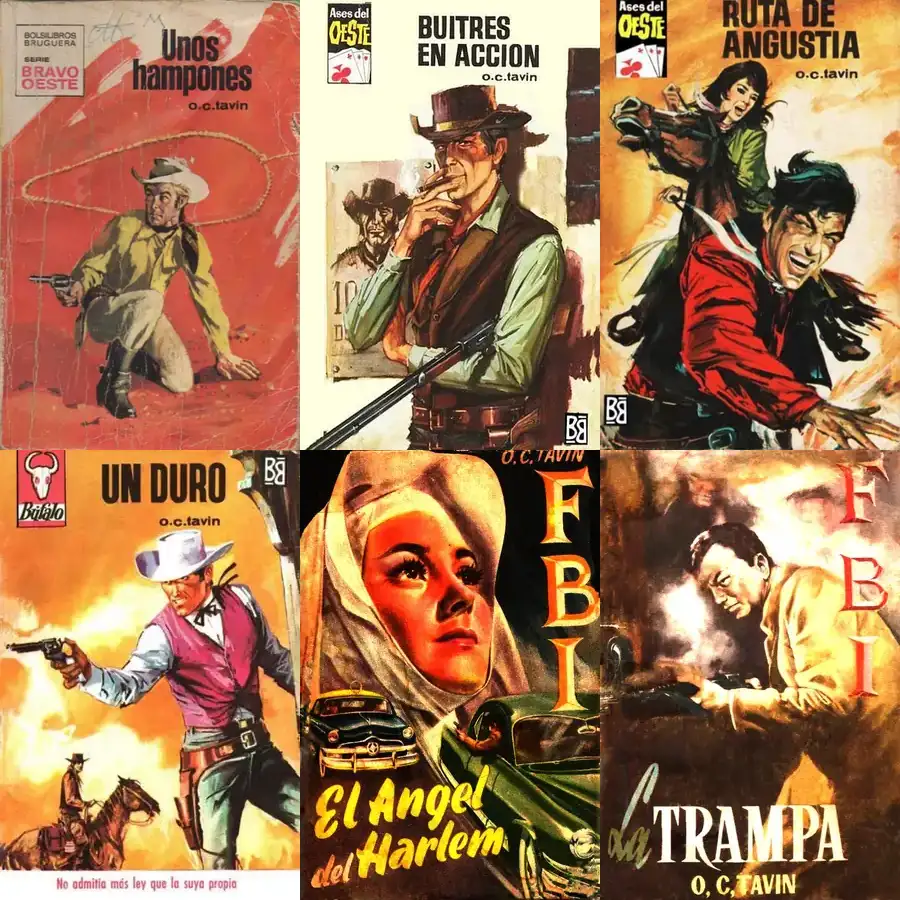 BOLSILIBROS
BRUGUERA
SERIE
BRAVO
OESTE
Unos
hampones
o.c.tavin
Ases del
OESTE
BUITRES
EN ACCION
o.c.tavin
10
D
BB
Ases del
OESTE
RUTA DE
ANGUSTIA
o.c.tavin
BB
Búfalo
UN DURO
o.c.tavin
BB
No admitía más ley que la suya propia
O.C.TAVIN
FBI
El Angel
del Harlem
FBI
La TRAMPA
O.C.TAVIN